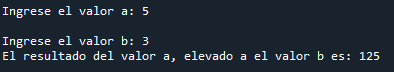 Ingrese el valor a: 5
Ingrese el valor b: 3
El resultado del valor a, elevado a el valor b es: 125